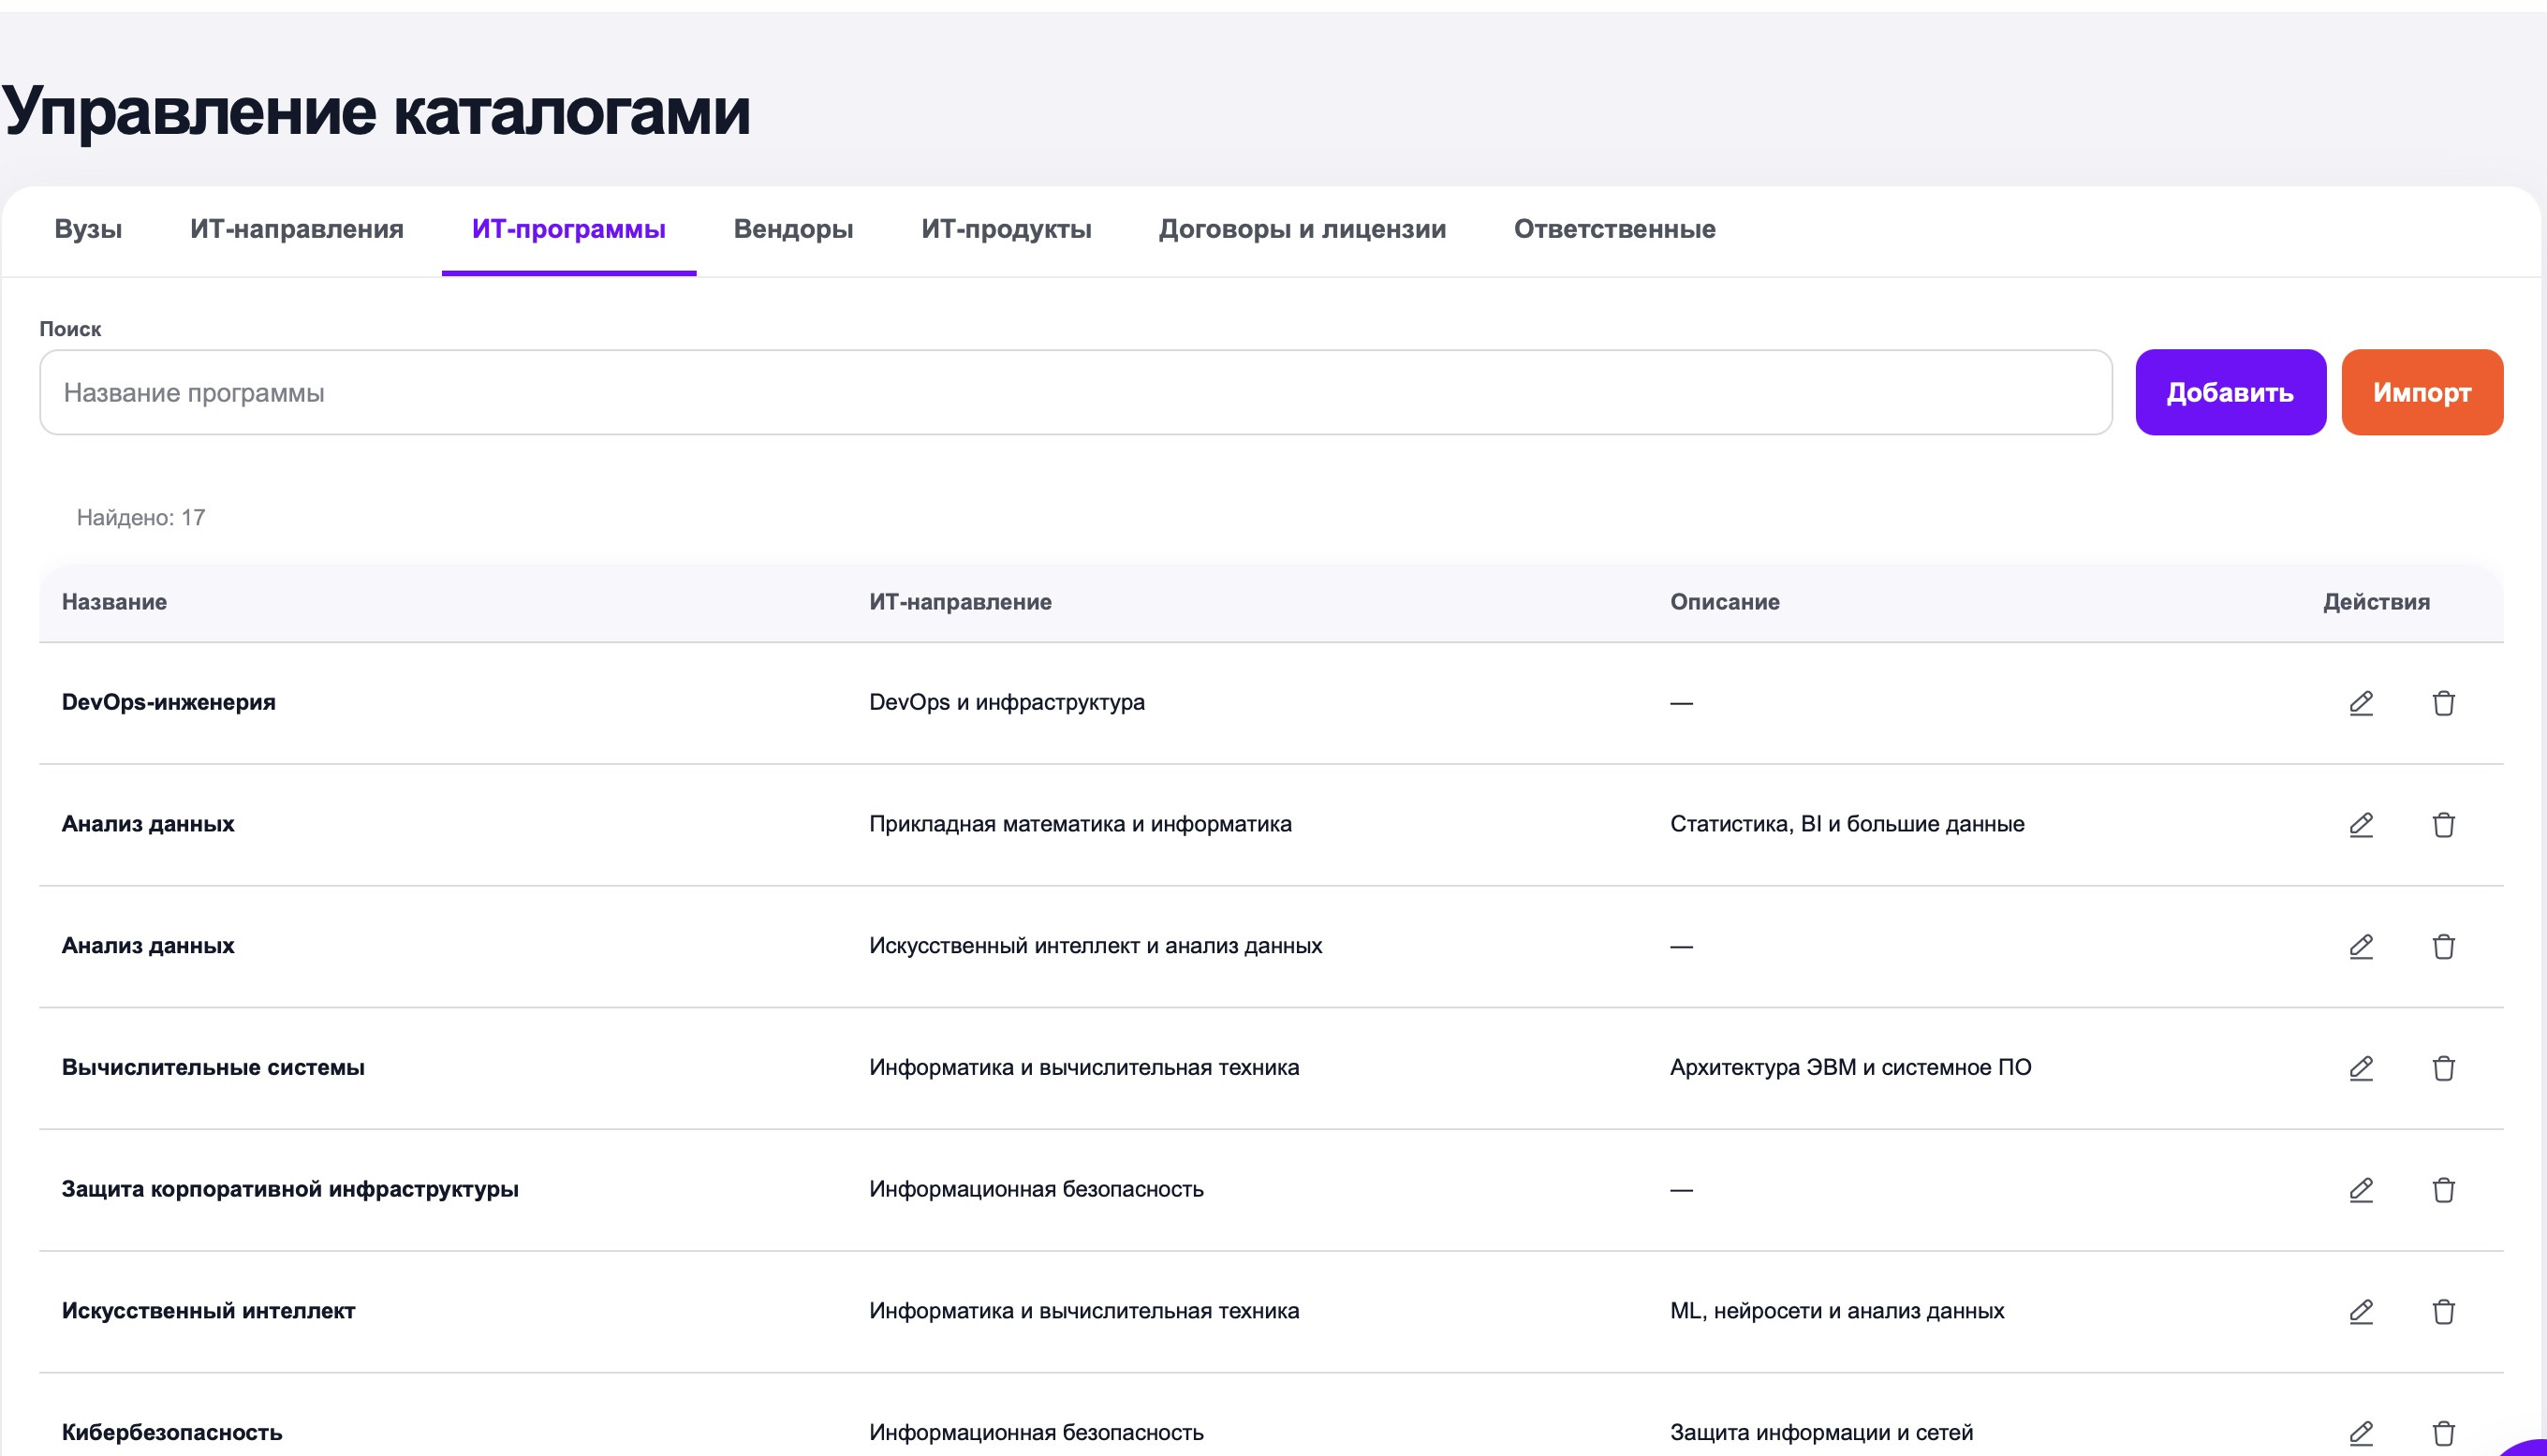 Управление каталогами
Вузы ИТ-направления ИТ-программы Вендоры ИТ-продукты Договоры и лицензии Ответственные
Поиск
Название программы Добавить Импорт
Найдено: 17
Название ИТ-направление Описание Действия
DevOps-инженерия DevOps и инфраструктура —
Анализ данных Прикладная математика и информатика Статистика, BI и большие данные
Анализ данных Искусственный интеллект и анализ данных —
Вычислительные системы Информатика и вычислительная техника Архитектура ЭВМ и системное ПО
Защита корпоративной инфраструктуры Информационная безопасность —
Искусственный интеллект Информатика и вычислительная техника ML, нейросети и анализ данных
Кибербезопасность Информационная безопасность Защита информации и сетей